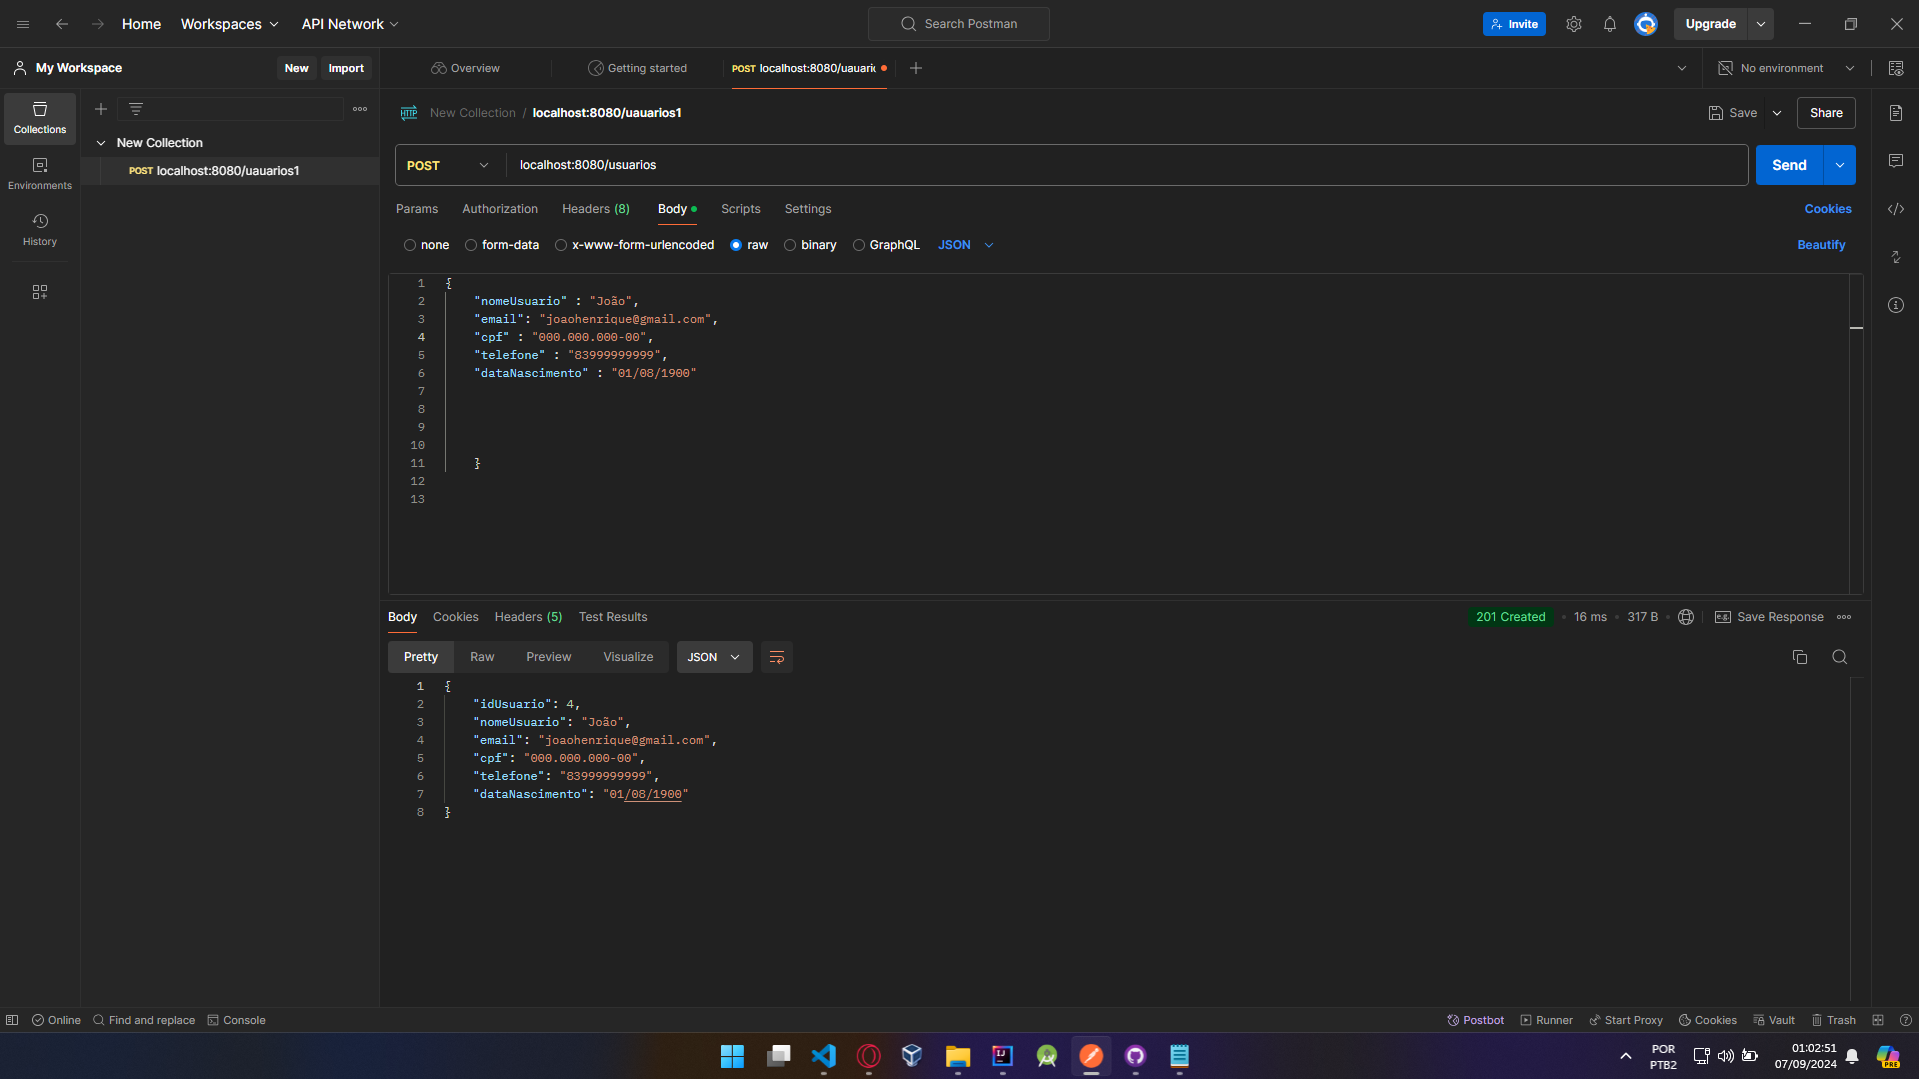 Home Workspaces API Network Search Postman Invite Upgrade
My Workspace New Import Overview Getting started POST localhost:8080/uauaric No environment
New Collection / localhost:8080/uauarios1 Save Share
Collections
New Collection
POST localhost:8080/uauarios1
POST localhost:8080/usuarios Send
Environments
Params Authorization Headers (8) Body Scripts Settings Cookies
History
none form-data x-www-form-urlencoded raw binary GraphQL JSON Beautify
1 {
2 "nomeUsuario" : "João",
3 "email": "joaohenrique@gmail.com",
4 "cpf" : "000.000.000-00",
5 "telefone" : "83999999999",
6 "dataNascimento" : "01/08/1900"
7
8
9
10
11 }
12
13
Body Cookies Headers (5) Test Results 201 Created 16 ms 317 B e.g. Save Response
Pretty Raw Preview Visualize JSON
1 {
2 "idUsuario": 4,
3 "nomeUsuario": "João",
4 "email": "joaohenrique@gmail.com",
5 "cpf": "000.000.000-00",
6 "telefone": "83999999999",
7 "dataNascimento": "01/08/1900"
8 }
Online Find and replace Console Postbot Runner Start Proxy Cookies Vault Trash
POR
PTB2
01:02:51
07/09/2024
PRE